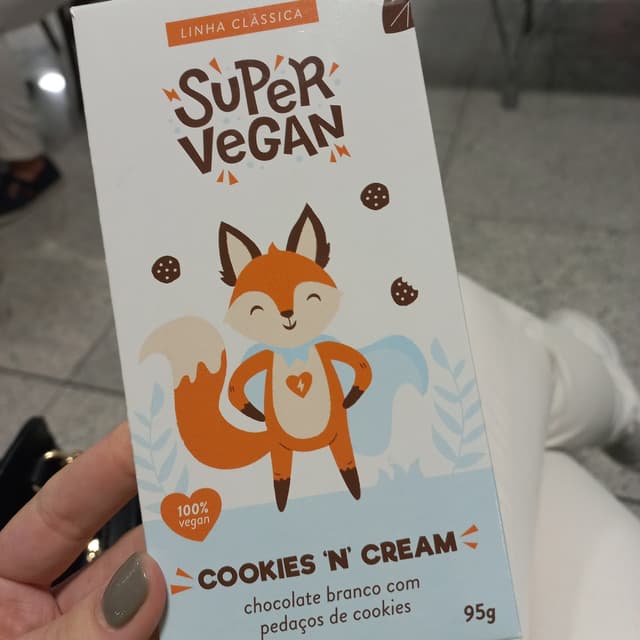 LINHA CLÁSSICA
SUPER
VEGAN
100%
vegan
COOKIES 'N' CREAM
chocolate branco com
pedaços de cookies
95g